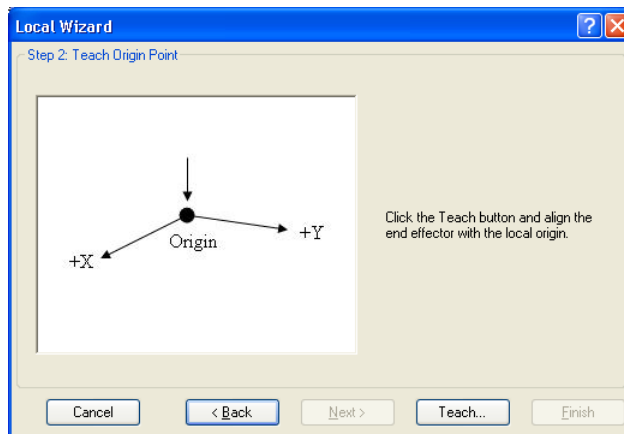 Local Wizard
Step 2: Teach Origin Point
Origin
+Y
+X
Click the Teach button and align the
end effector with the local origin.
Cancel
< Back
Next >
Teach...
Finish